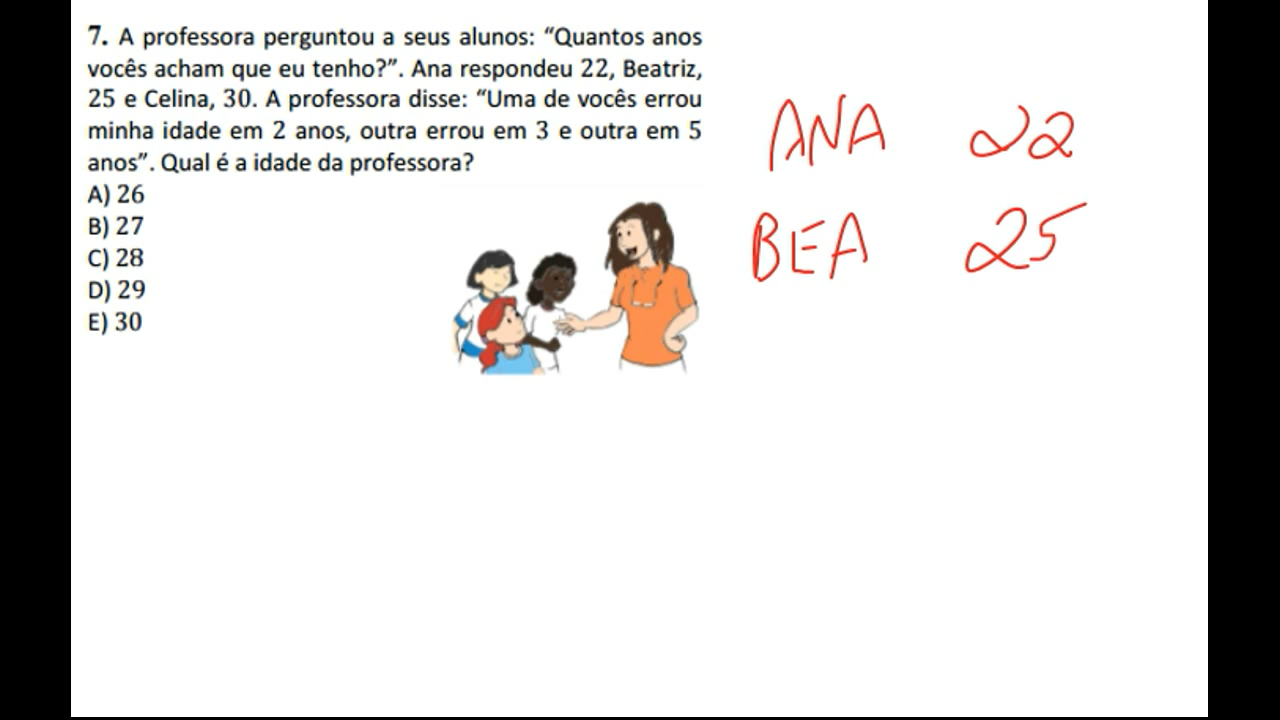 7. A professora perguntou a seus alunos: “Quantos anos
vocês acham que eu tenho?”. Ana respondeu 22, Beatriz,
25 e Celina, 30. A professora disse: “Uma de vocês errou
minha idade em 2 anos, outra errou em 3 e outra em 5
anos”. Qual é a idade da professora?
A) 26
B) 27
C) 28
D) 29
E) 30
ANA 22
BEA 25